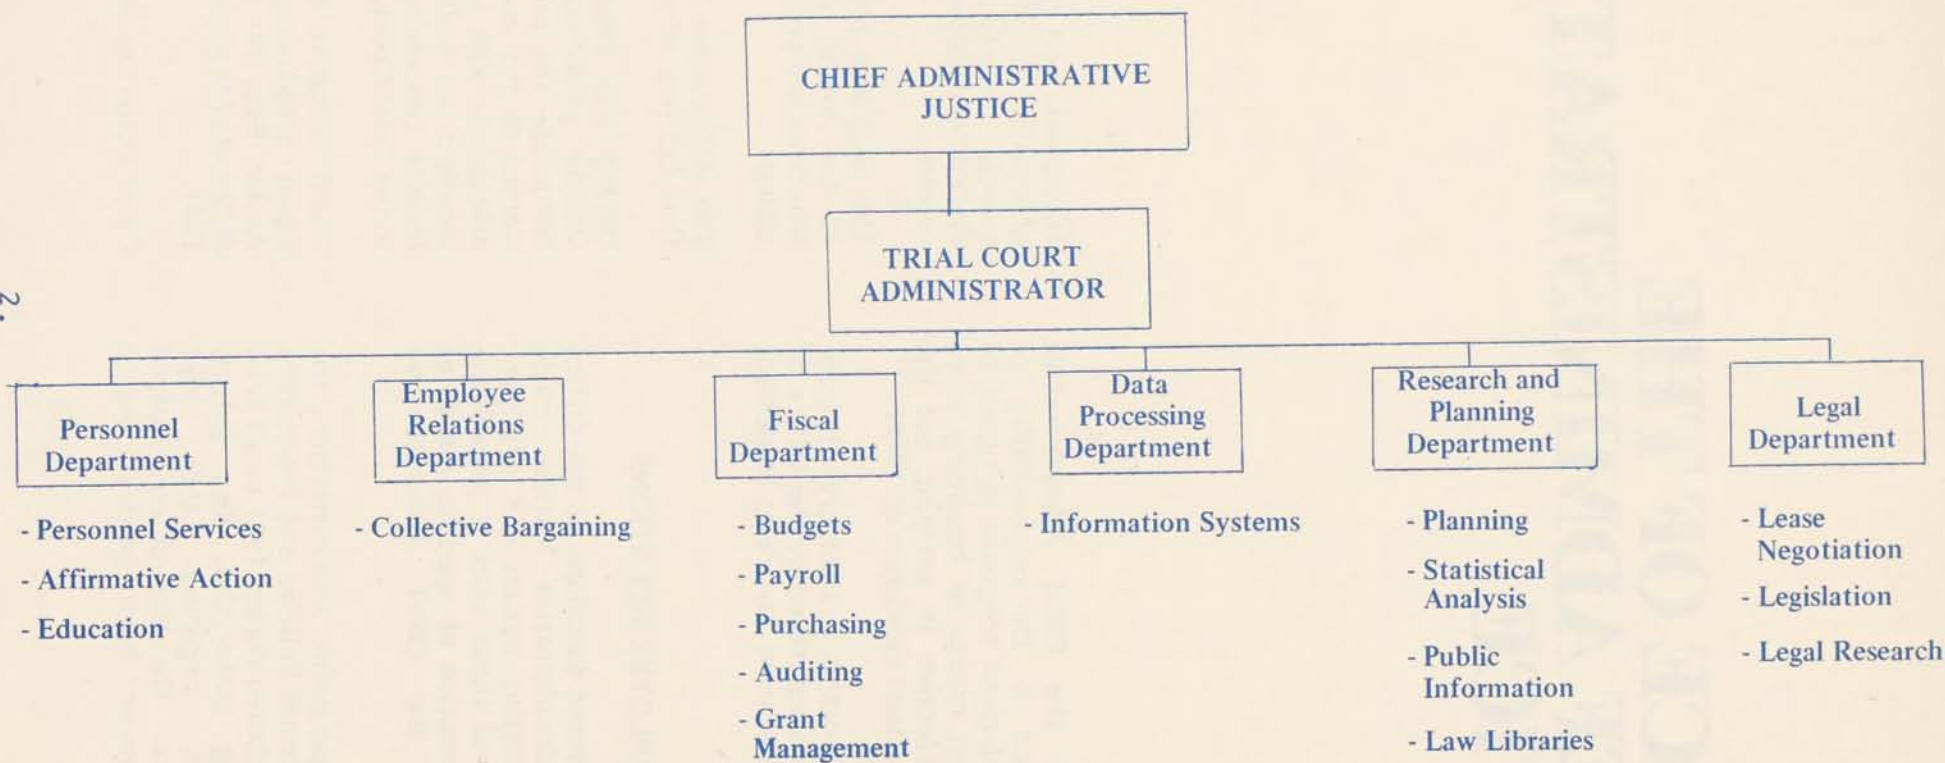 CHIEF ADMINISTRATIVE
JUSTICE
TRIAL COURT
ADMINISTRATOR
2.
Personnel
Department
- Personnel Services
- Affirmative Action
- Education
Employee
Relations
Department
- Collective Bargaining
Fiscal
Department
- Budgets
- Payroll
- Purchasing
- Auditing
- Grant
Management
Data
Processing
Department
- Information Systems
Research and
Planning
Department
- Planning
- Statistical
Analysis
- Public
Information
- Law Libraries
Legal
Department
- Lease
Negotiation
- Legislation
- Legal Research